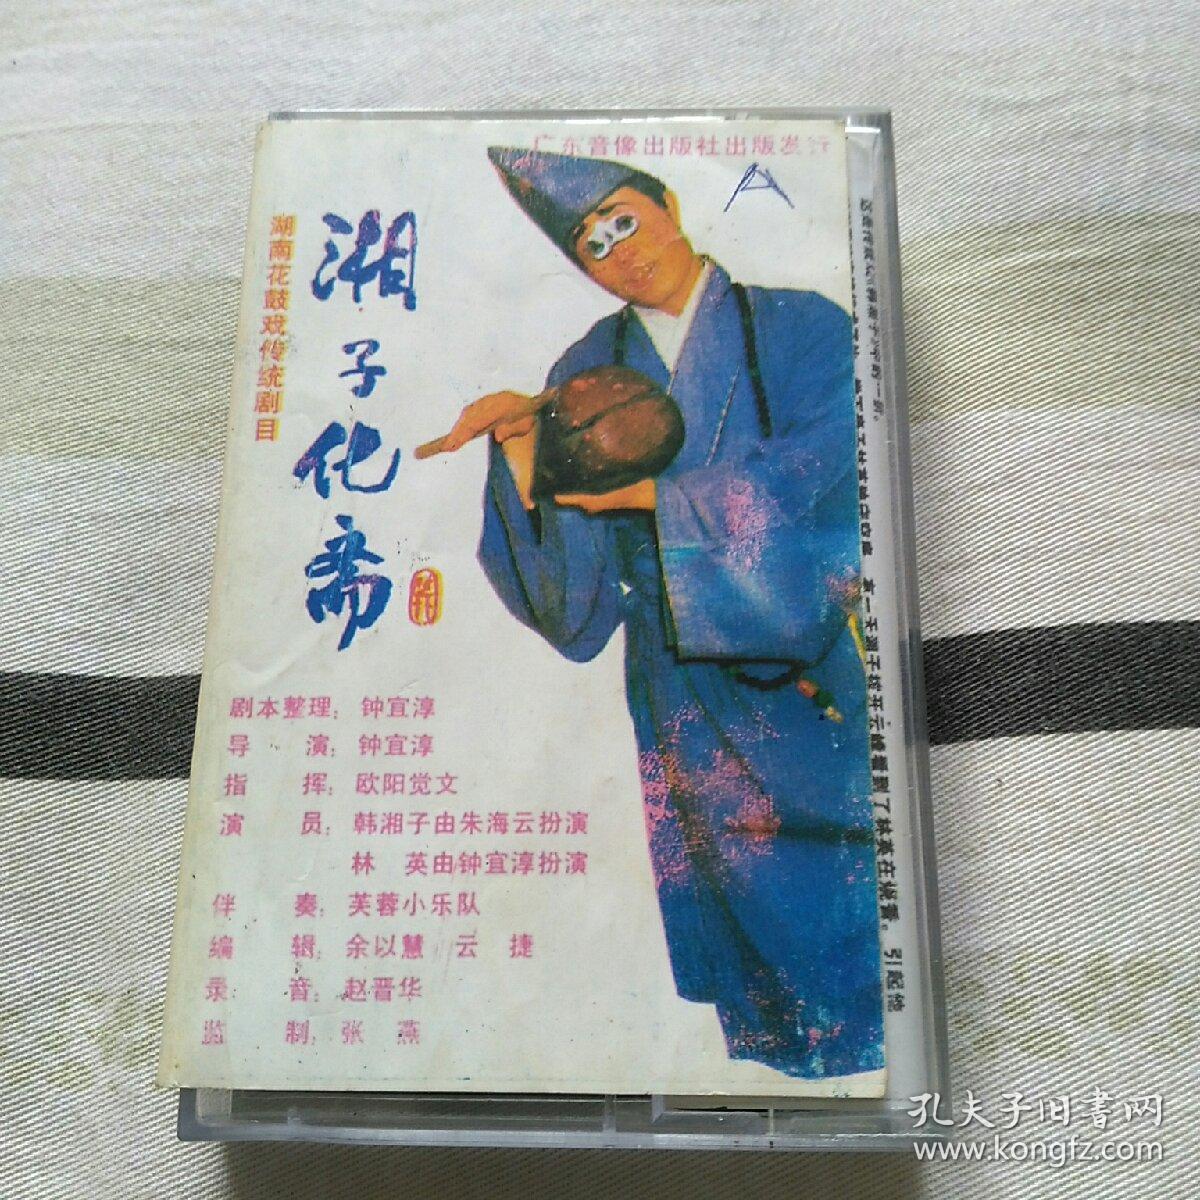 广东音像出版社出版发行
湖南花鼓戏传统剧目
湘子化斋
剧本整理：钟宜淳
导 演：钟宜淳
指 挥：欧阳觉文
演 员：韩湘子由朱海云扮演
林 英由钟宜淳扮演
伴 奏：芙蓉小乐队
编 辑：余以慧 云 捷
录 音：赵晋华
监 制：张 燕
孔夫子旧書网
www.kongfz.com